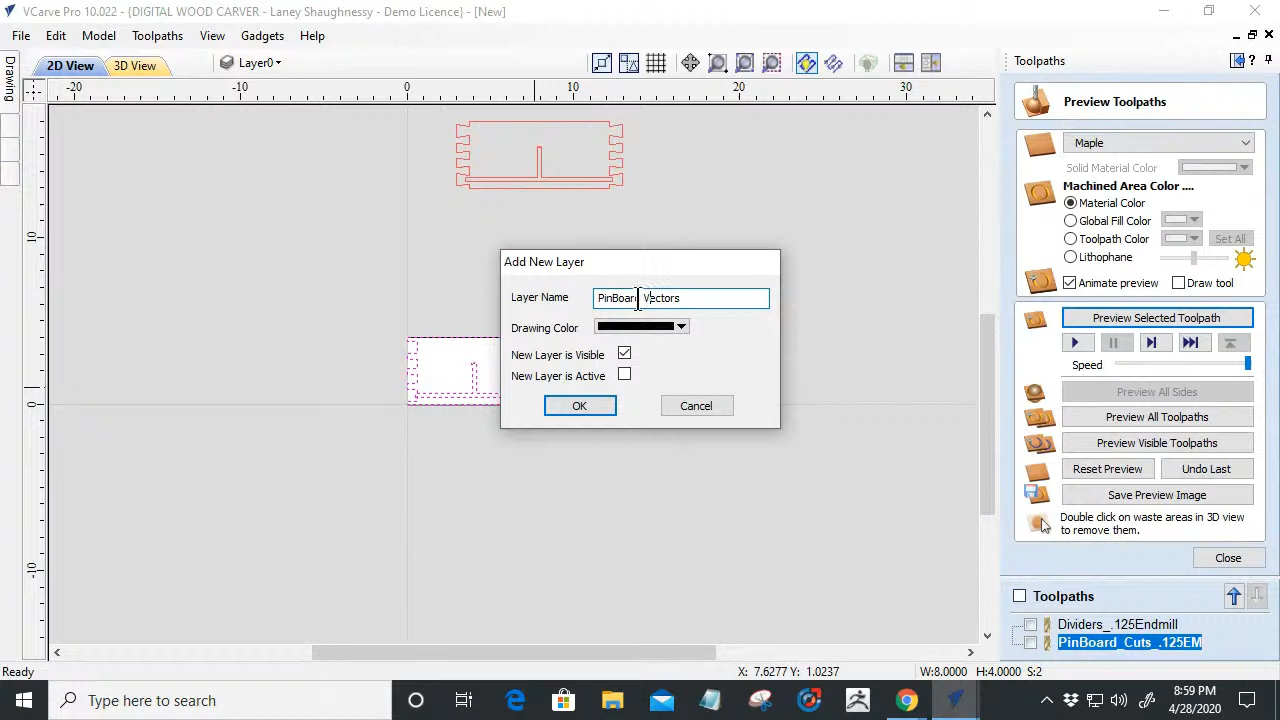 VCarve Pro 10.022 - {DIGITAL WOOD CARVER - Laney Shaughnessy - Demo Licence} - [New]
File Edit Model Toolpaths View Gadgets Help
Drawing
2D View
3D View
Layer0
-20 -10 0 10 20 30
10
0
-10
Add New Layer
Layer Name
PinBoard Vectors
Drawing Color
New Layer is Visible
New Layer is Active
OK
Cancel
Toolpaths
Preview Toolpaths
Maple
Solid Material Color
Machined Area Color ....
Material Color
Global Fill Color
Toolpath Color
Set All
Lithophane
Animate preview
Draw tool
Preview Selected Toolpath
Speed
Preview All Sides
Preview All Toolpaths
Preview Visible Toolpaths
Reset Preview
Undo Last
Save Preview Image
Double click on waste areas in 3D view
to remove them.
Close
Toolpaths
Dividers_.125Endmill
PinBoard_Cuts_.125EM
Ready
X: 7.6277 Y: 1.0237
W:8.0000 H:4.0000 S:2
Type here to search
8:59 PM
4/28/2020